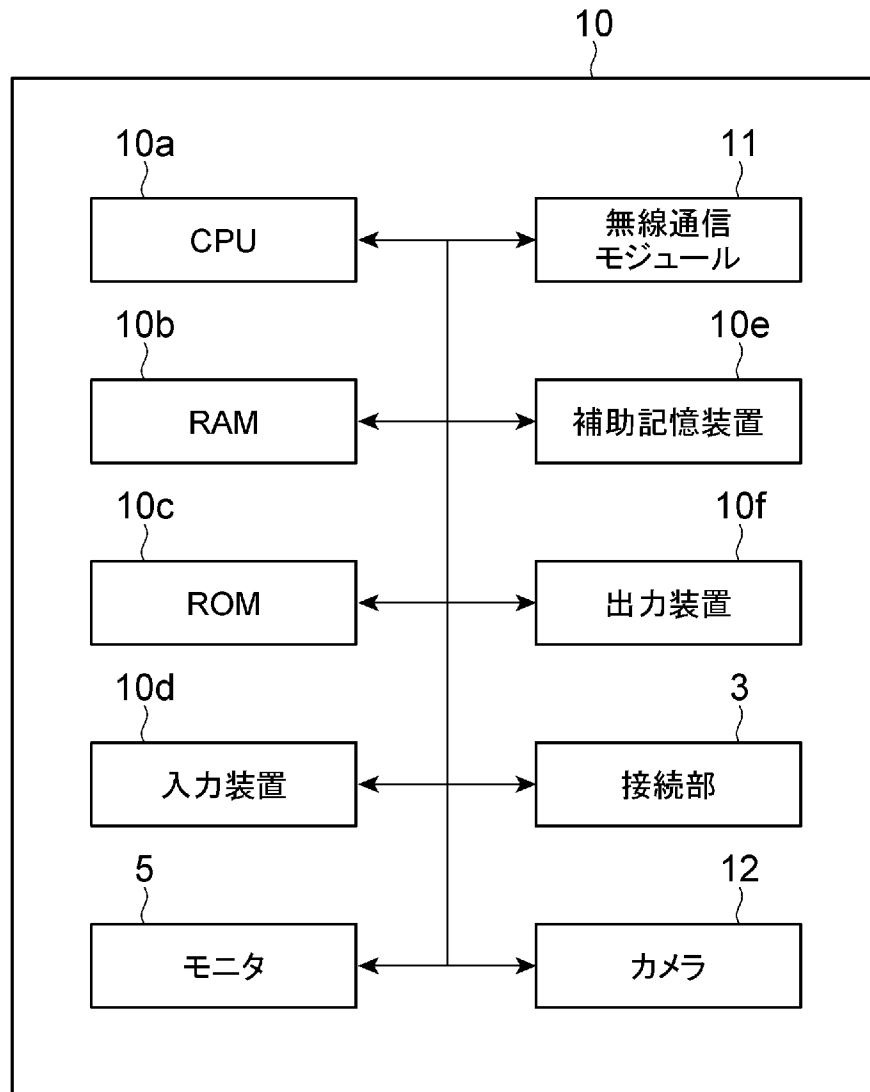 10
10a
CPU
11
無線通信
モジュール
10b
RAM
10e
補助記憶装置
10c
ROM
10f
出力装置
10d
入力装置
3
接続部
5
モニタ
12
カメラ